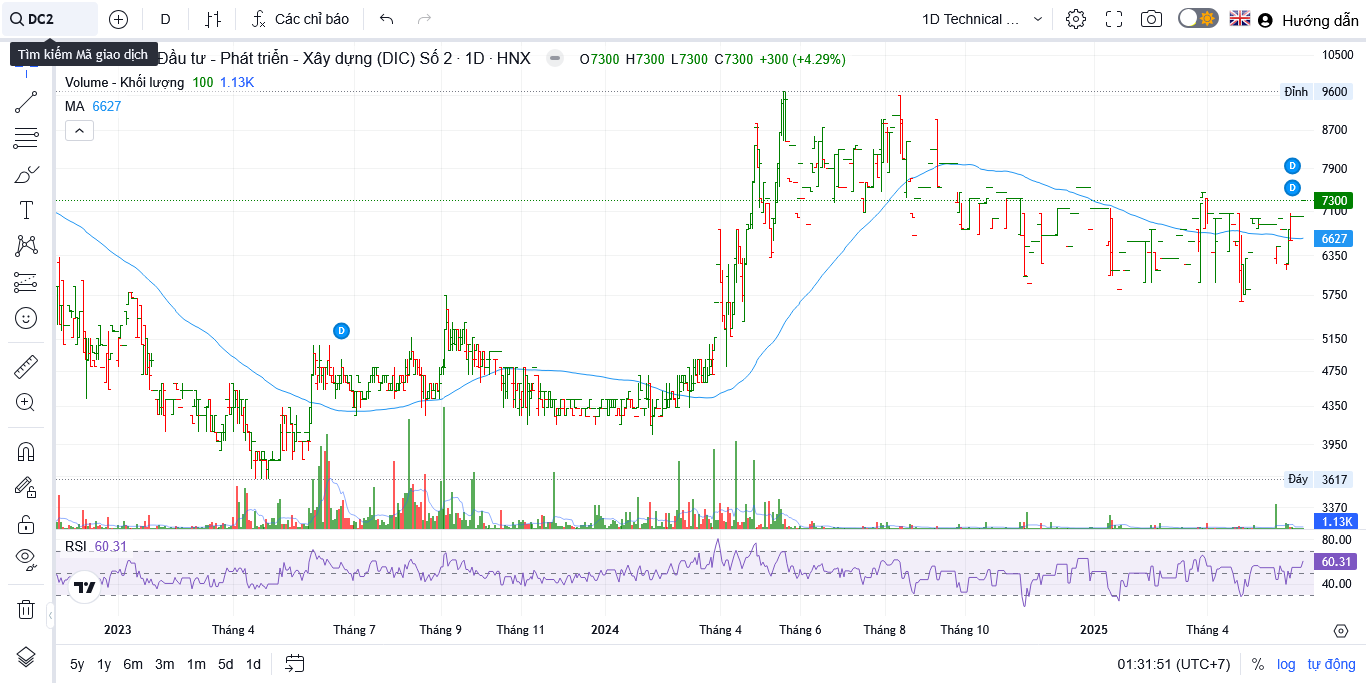 DC2 D Các chỉ báo 1D Technical ... Hướng dẫn
Tìm kiếm Mã giao dịch
Đầu tư - Phát triển - Xây dựng (DIC) Số 2 · 1D · HNX O7300 H7300 L7300 C7300 +300 (+4.29%)
Volume - Khối lượng 100 1.13K
MA 6627
10500
Đỉnh 9600
8700
7900
D
D
7300
7100
6627
6350
5750
D
5150
4750
4350
3950
Đáy 3617
3370
1.13K
RSI 60.31
80.00
60.31
40.00
2023 Tháng 4 Tháng 7 Tháng 9 Tháng 11 2024 Tháng 4 Tháng 6 Tháng 8 Tháng 10 2025 Tháng 4
5y 1y 6m 3m 1m 5d 1d 01:31:51 (UTC+7) % log tự động